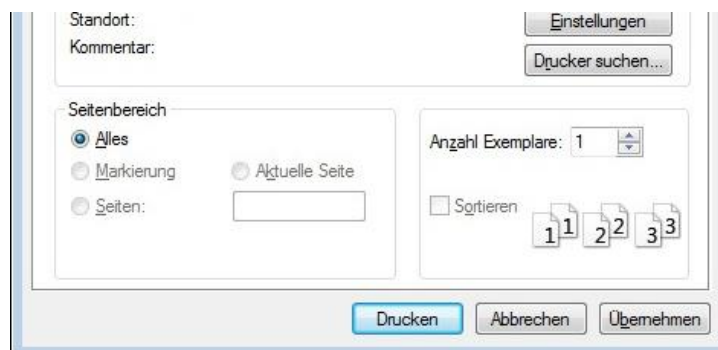 Standort:
Einstellungen
Kommentar:
Drucker suchen...
Seitenbereich
Alles
Markierung
Aktuelle Seite
Seiten:
Anzahl Exemplare: 1
Sortieren
1 1 2 2 3 3
Drucken
Abbrechen
Übernehmen